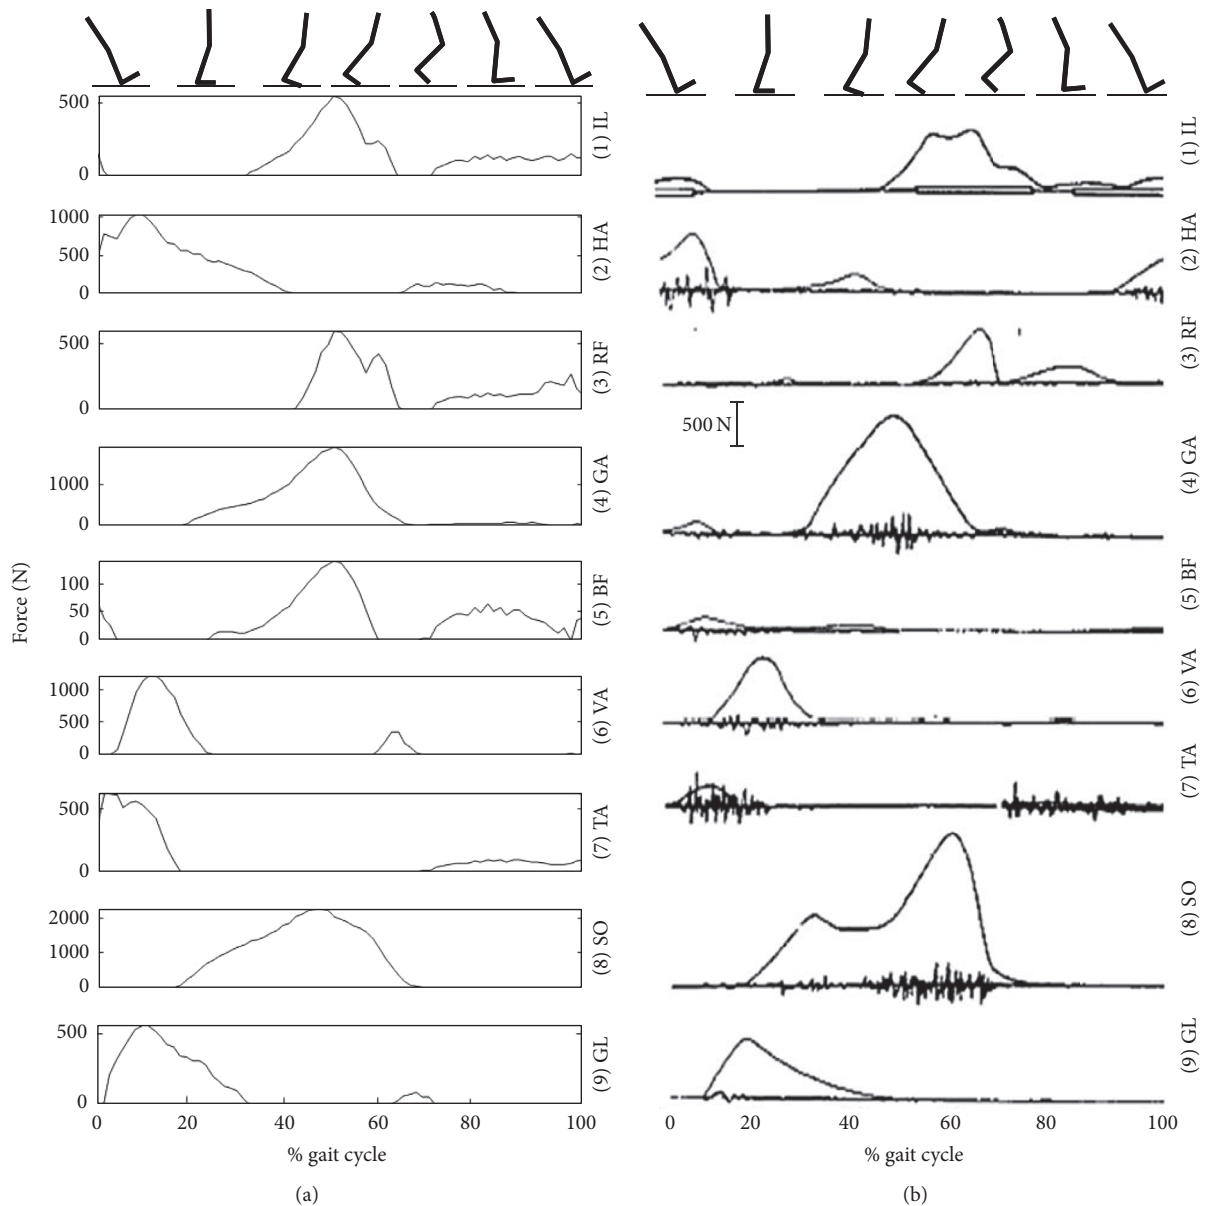 500
0
(1) IL
1000
500
0
(2) HA
500
0
(3) RF
1000
0
(4) GA
100
50
0
(5) BF
1000
500
0
(6) VA
500
0
(7) TA
2000
1000
0
(8) SO
500
0
(9) GL
Force (N)
0 20 40 60 80 100
% gait cycle
(a)
(1) IL
(2) HA
(3) RF
500 N
(4) GA
(5) BF
(6) VA
(7) TA
(8) SO
(9) GL
0 20 40 60 80 100
% gait cycle
(b)